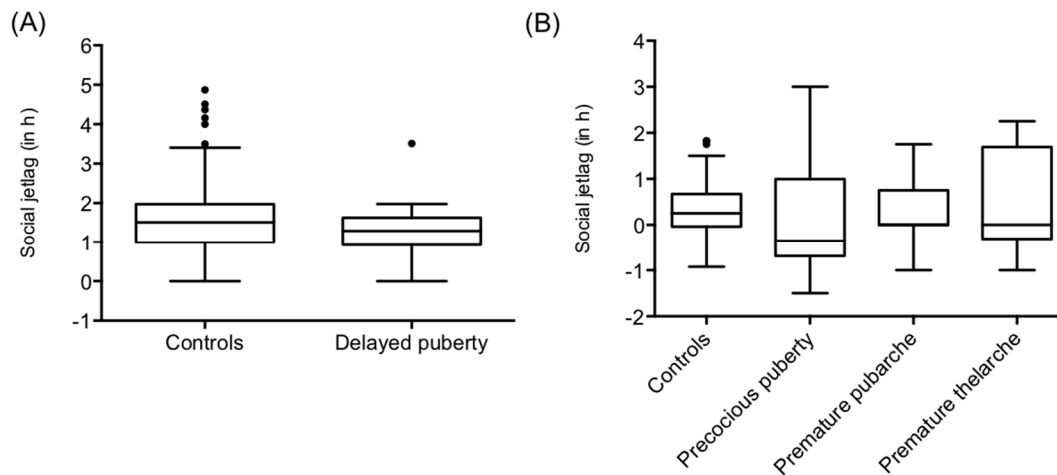 (A)
Social jetlag (in h)
6
5
4
3
2
1
0
-1
Controls
Delayed puberty
(B)
Social jetlag (in h)
4
3
2
1
0
-1
-2
Controls
Precocious puberty
Premature pubarche
Premature thelarche